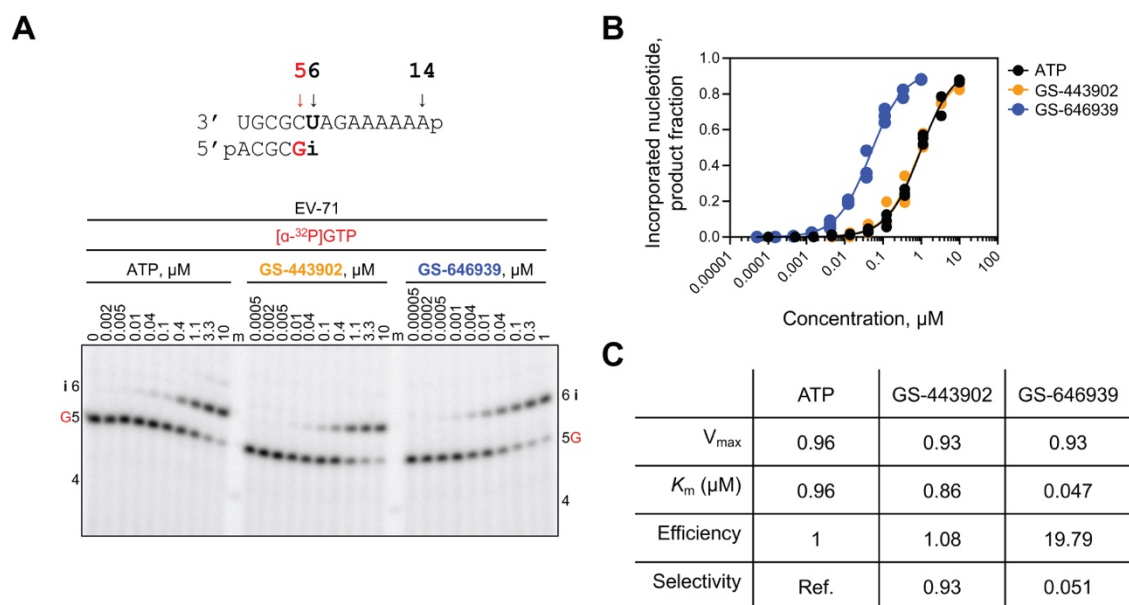 A
56 14
3′ UGCGCUAGAAAAAAp
5′pACGCGi
EV-71
[α-³²P]GTP
ATP, µM GS-443902, µM GS-646939, µM
0 0.002 0.005 0.01 0.04 0.1 0.4 1.1 3.3 10 m 0.0005 0.002 0.005 0.01 0.04 0.1 0.4 1.1 3.3 10 m 0.00005 0.0002 0.0005 0.001 0.004 0.01 0.04 0.1 0.3 1
i 6
G5
4
6 i
5G
4
B
Incorporated nucleotide,
product fraction
1.0
0.8
0.6
0.4
0.2
0.0
0.00001 0.0001 0.001 0.01 0.1 1 10 100
Concentration, µM
ATP
GS-443902
GS-646939
C
ATP GS-443902 GS-646939
Vmax 0.96 0.93 0.93
Km (µM) 0.96 0.86 0.047
Efficiency 1 1.08 19.79
Selectivity Ref. 0.93 0.051